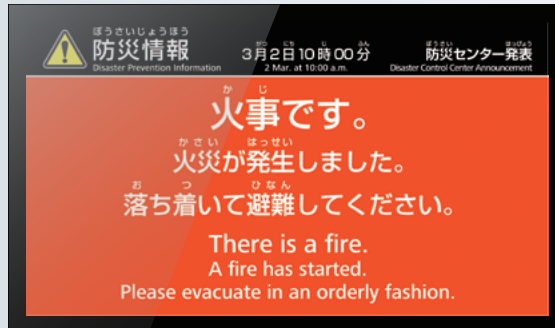 ぼうさいじょうほう
防災情報
Disaster Prevention Information
がつ にち じ ふん
3月2日10時00分
2 Mar. at 10:00 a.m.
ぼうさい はっぴょう
防災センター発表
Disaster Control Center Announcement
かじ
火事です。
かさい はっせい
火災が発生しました。
お つ ひなん
落ち着いて避難してください。
There is a fire.
A fire has started.
Please evacuate in an orderly fashion.